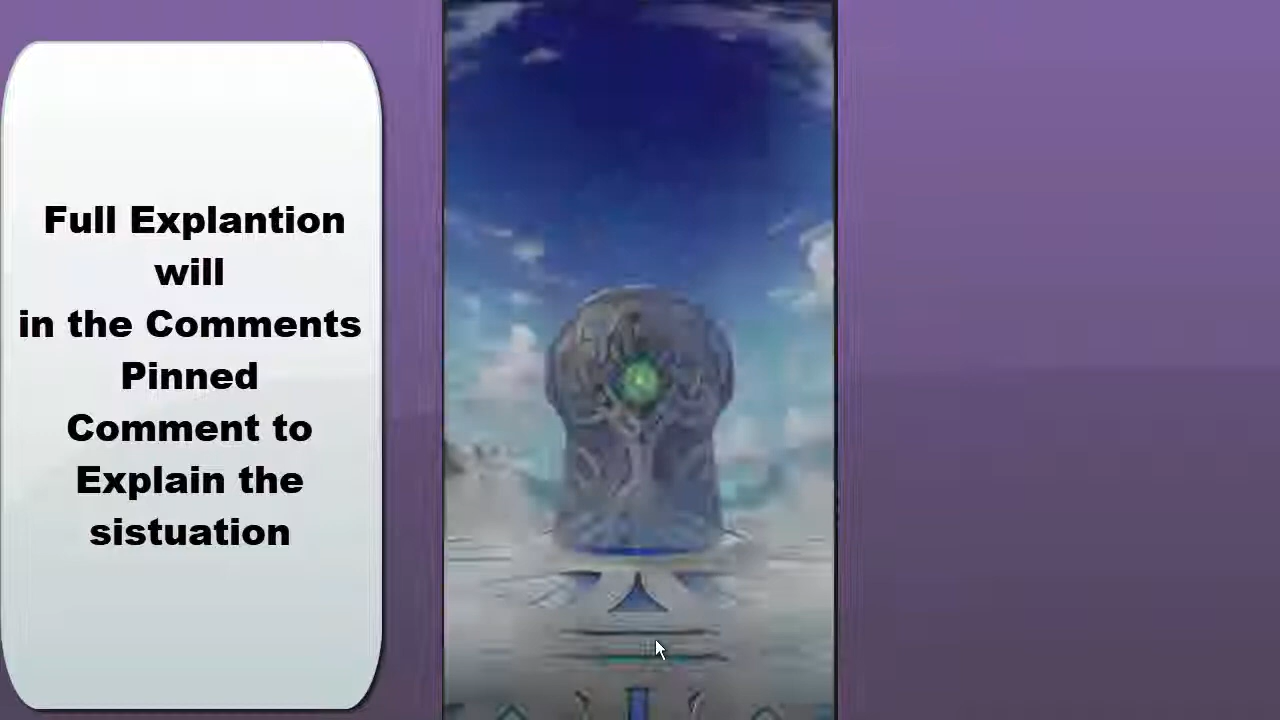 Full Explantion
will
in the Comments
Pinned
Comment to
Explain the
sistuation